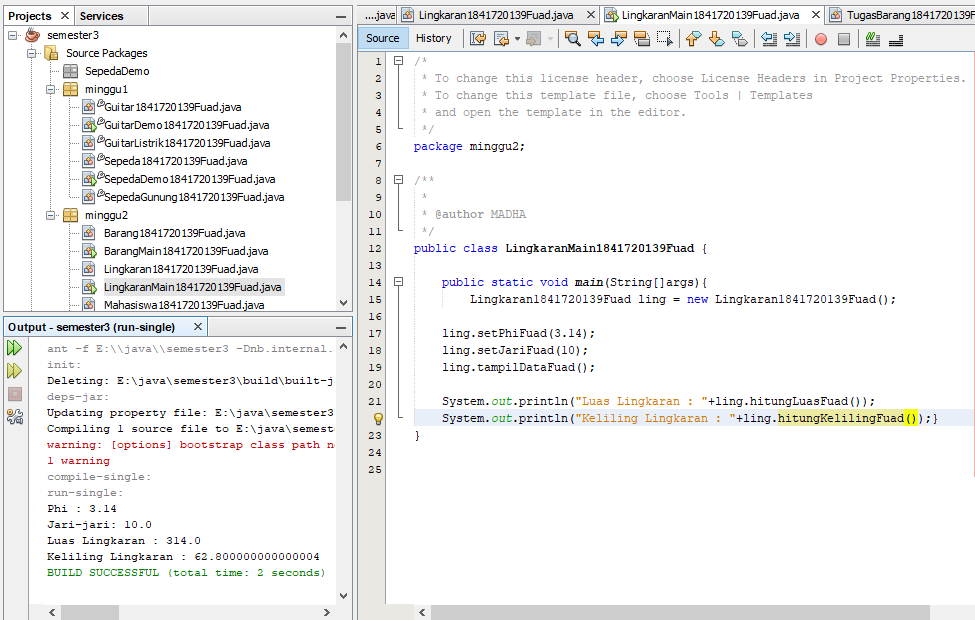 Projects
Services
semester3
Source Packages
SepedaDemo
minggu1
Guitar1841720139Fuad.java
GuitarDemo1841720139Fuad.java
GuitarListrik1841720139Fuad.java
Sepeda1841720139Fuad.java
SepedaDemo1841720139Fuad.java
SepedaGunung1841720139Fuad.java
minggu2
Barang1841720139Fuad.java
BarangMain1841720139Fuad.java
Lingkaran1841720139Fuad.java
LingkaranMain1841720139Fuad.java
Mahasiswa1841720139Fuad.java
Output - semester3 (run-single)
ant -f E:\\java\\semester3 -Dnb.internal.
init:
Deleting: E:\java\semester3\build\built-j
deps-jar:
Updating property file: E:\java\semester3
Compiling 1 source file to E:\java\semest
warning: [options] bootstrap class path n
1 warning
compile-single:
run-single:
Phi : 3.14
Jari-jari: 10.0
Luas Lingkaran : 314.0
Keliling Lingkaran : 62.800000000000004
BUILD SUCCESSFUL (total time: 2 seconds)
....java
Lingkaran1841720139Fuad.java
LingkaranMain1841720139Fuad.java
TugasBarang1841720139F
Source
History
1 /*
2 * To change this license header, choose License Headers in Project Properties.
3 * To change this template file, choose Tools | Templates
4 * and open the template in the editor.
5 */
6 package minggu2;
7
8 /**
9 *
10 * @author MADHA
11 */
12 public class LingkaranMain1841720139Fuad {
13
14 public static void main(String[]args){
15 Lingkaran1841720139Fuad ling = new Lingkaran1841720139Fuad();
16
17 ling.setPhiFuad(3.14);
18 ling.setJariFuad(10);
19 ling.tampilDataFuad();
20
21 System.out.println("Luas Lingkaran : "+ling.hitungLuasFuad());
System.out.println("Keliling Lingkaran : "+ling.hitungKelilingFuad());}
23 }
24
25